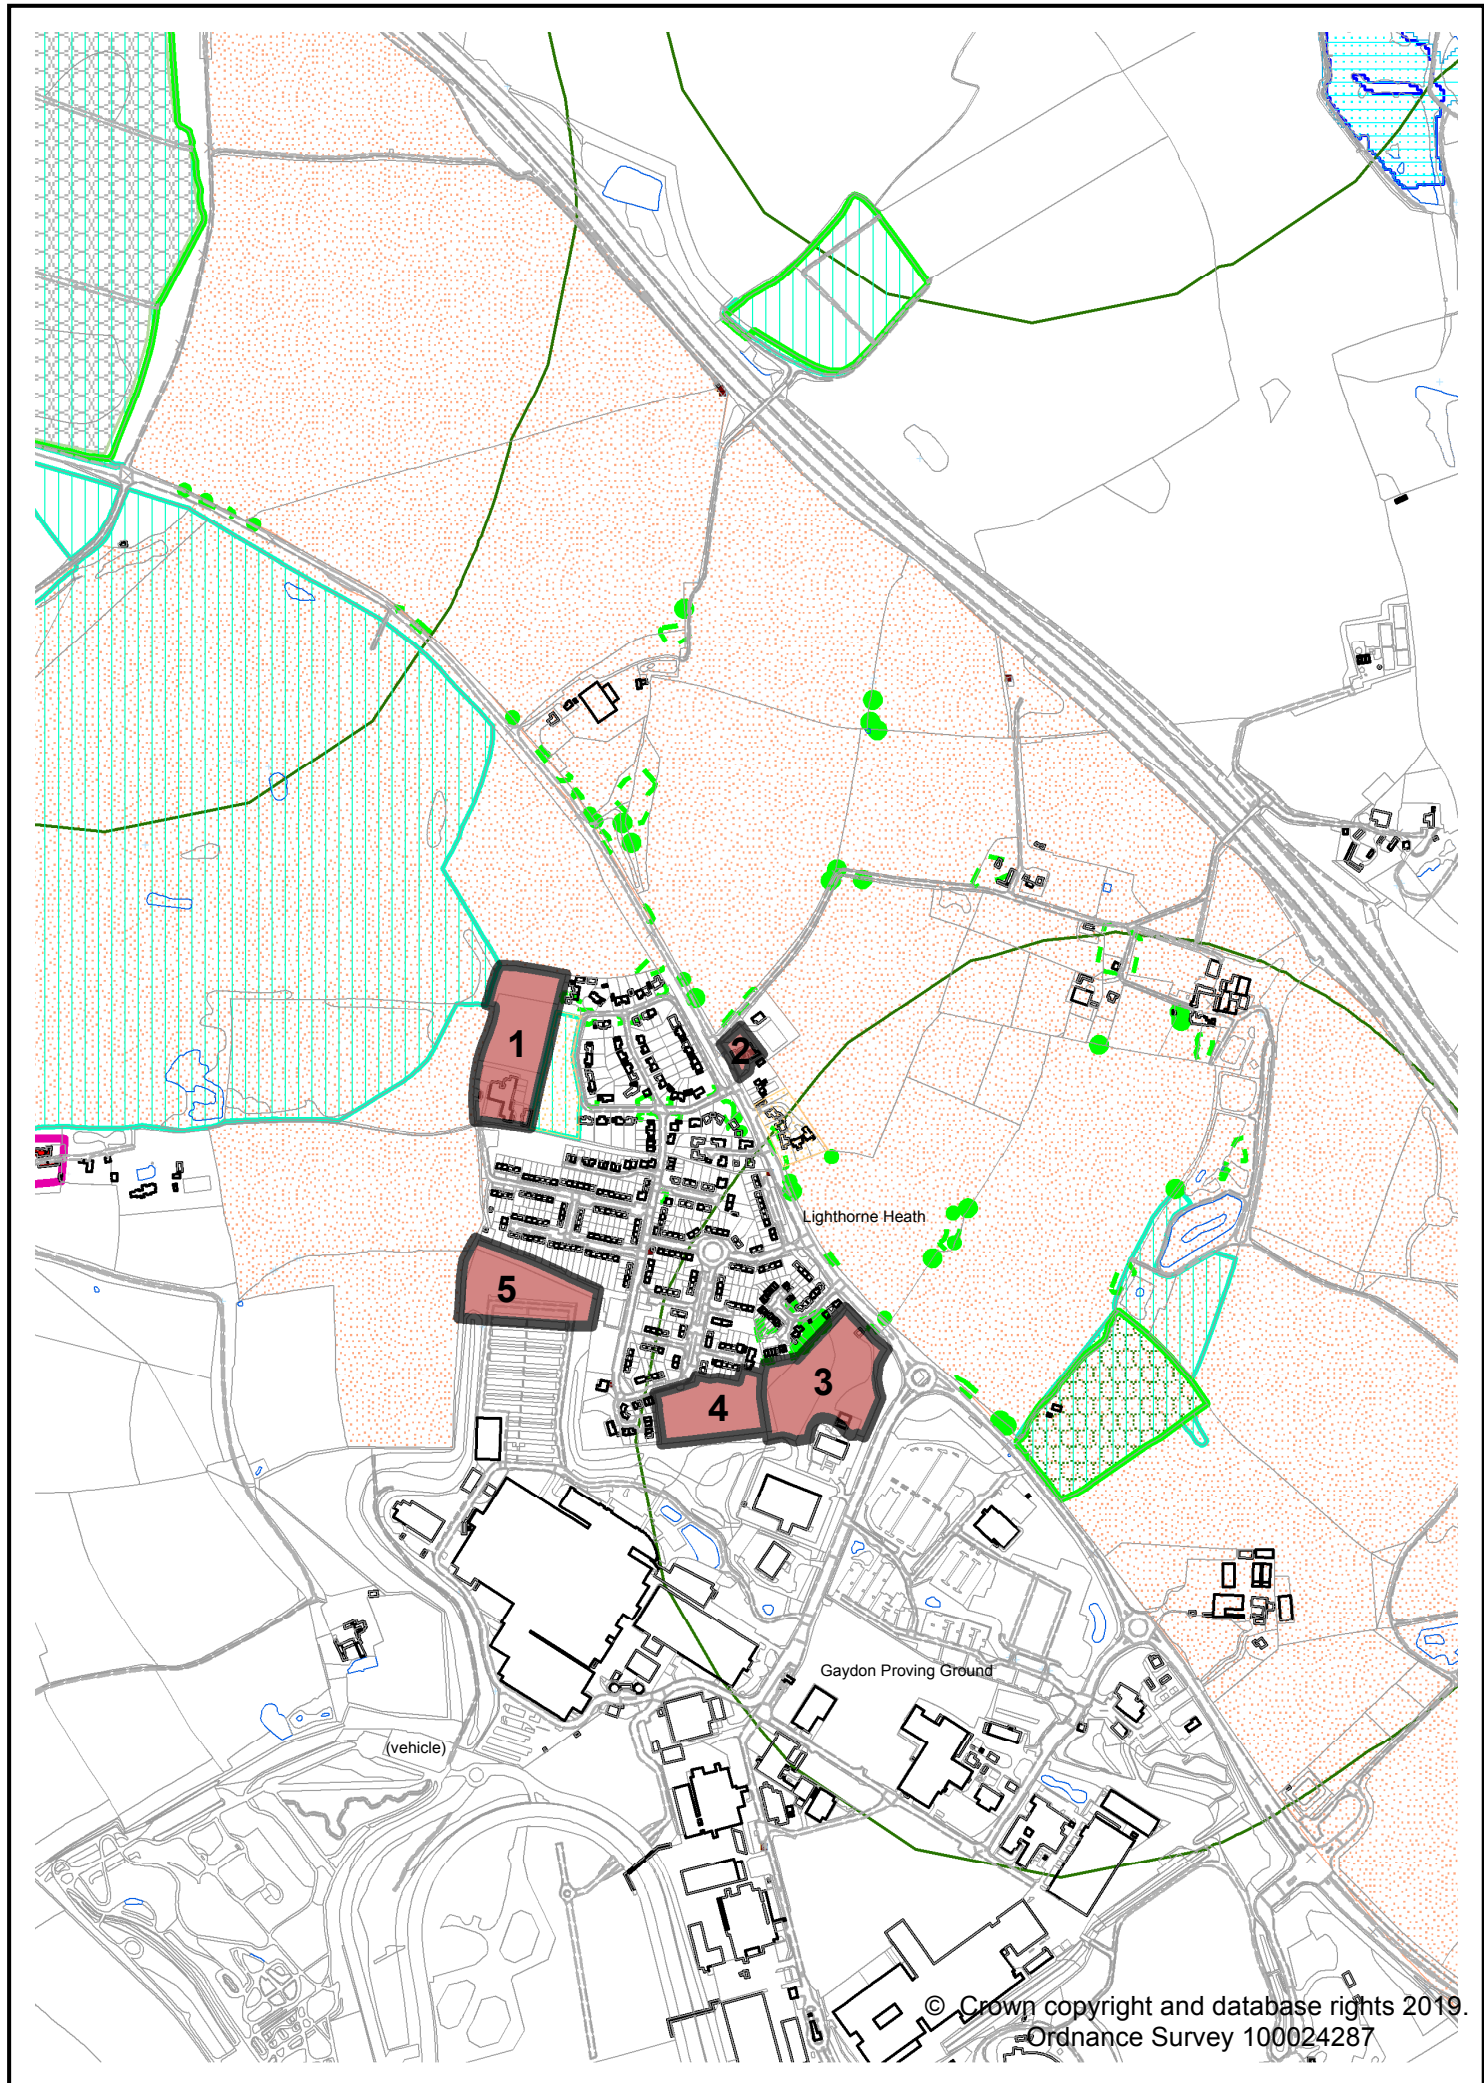 1
2
Lighthorne Heath
5
3
4
Gaydon Proving Ground
(vehicle)
© Crown copyright and database rights 2019.
Ordnance Survey 100024287